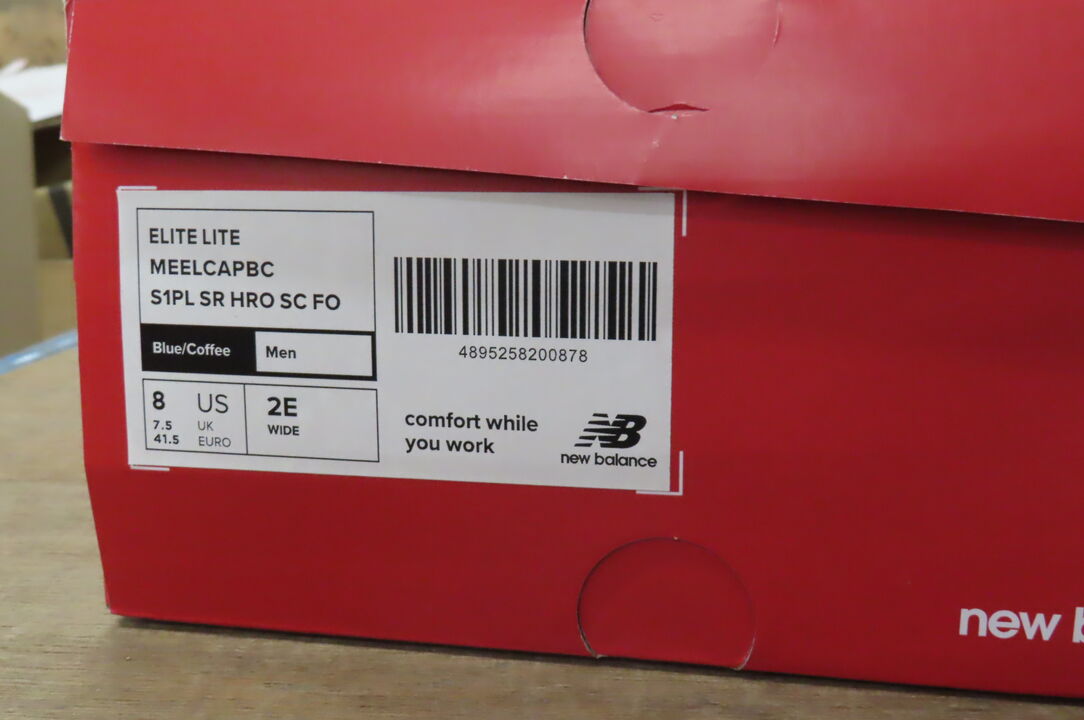 ELITE LITE
MEELCAPBC
S1PL SR HRO SC FO
Blue/Coffee Men
8 US
7.5 UK
41.5 EURO
2E
WIDE
4895258200878
comfort while
you work
NB
new balance
new